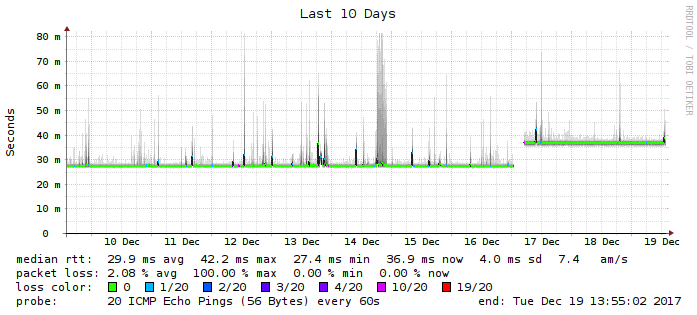 Last 10 Days
RRDTOOL / TOBI OETIKER
Seconds
80 m
70 m
60 m
50 m
40 m
30 m
20 m
10 m
0
10 Dec 11 Dec 12 Dec 13 Dec 14 Dec 15 Dec 16 Dec 17 Dec 18 Dec 19 Dec
median rtt: 29.9 ms avg 42.2 ms max 27.4 ms min 36.9 ms now 4.0 ms sd 7.4 am/s
packet loss: 2.08 % avg 100.00 % max 0.00 % min 0.00 % now
loss color: 0 1/20 2/20 3/20 4/20 10/20 19/20
probe: 20 ICMP Echo Pings (56 Bytes) every 60s end: Tue Dec 19 13:55:02 2017